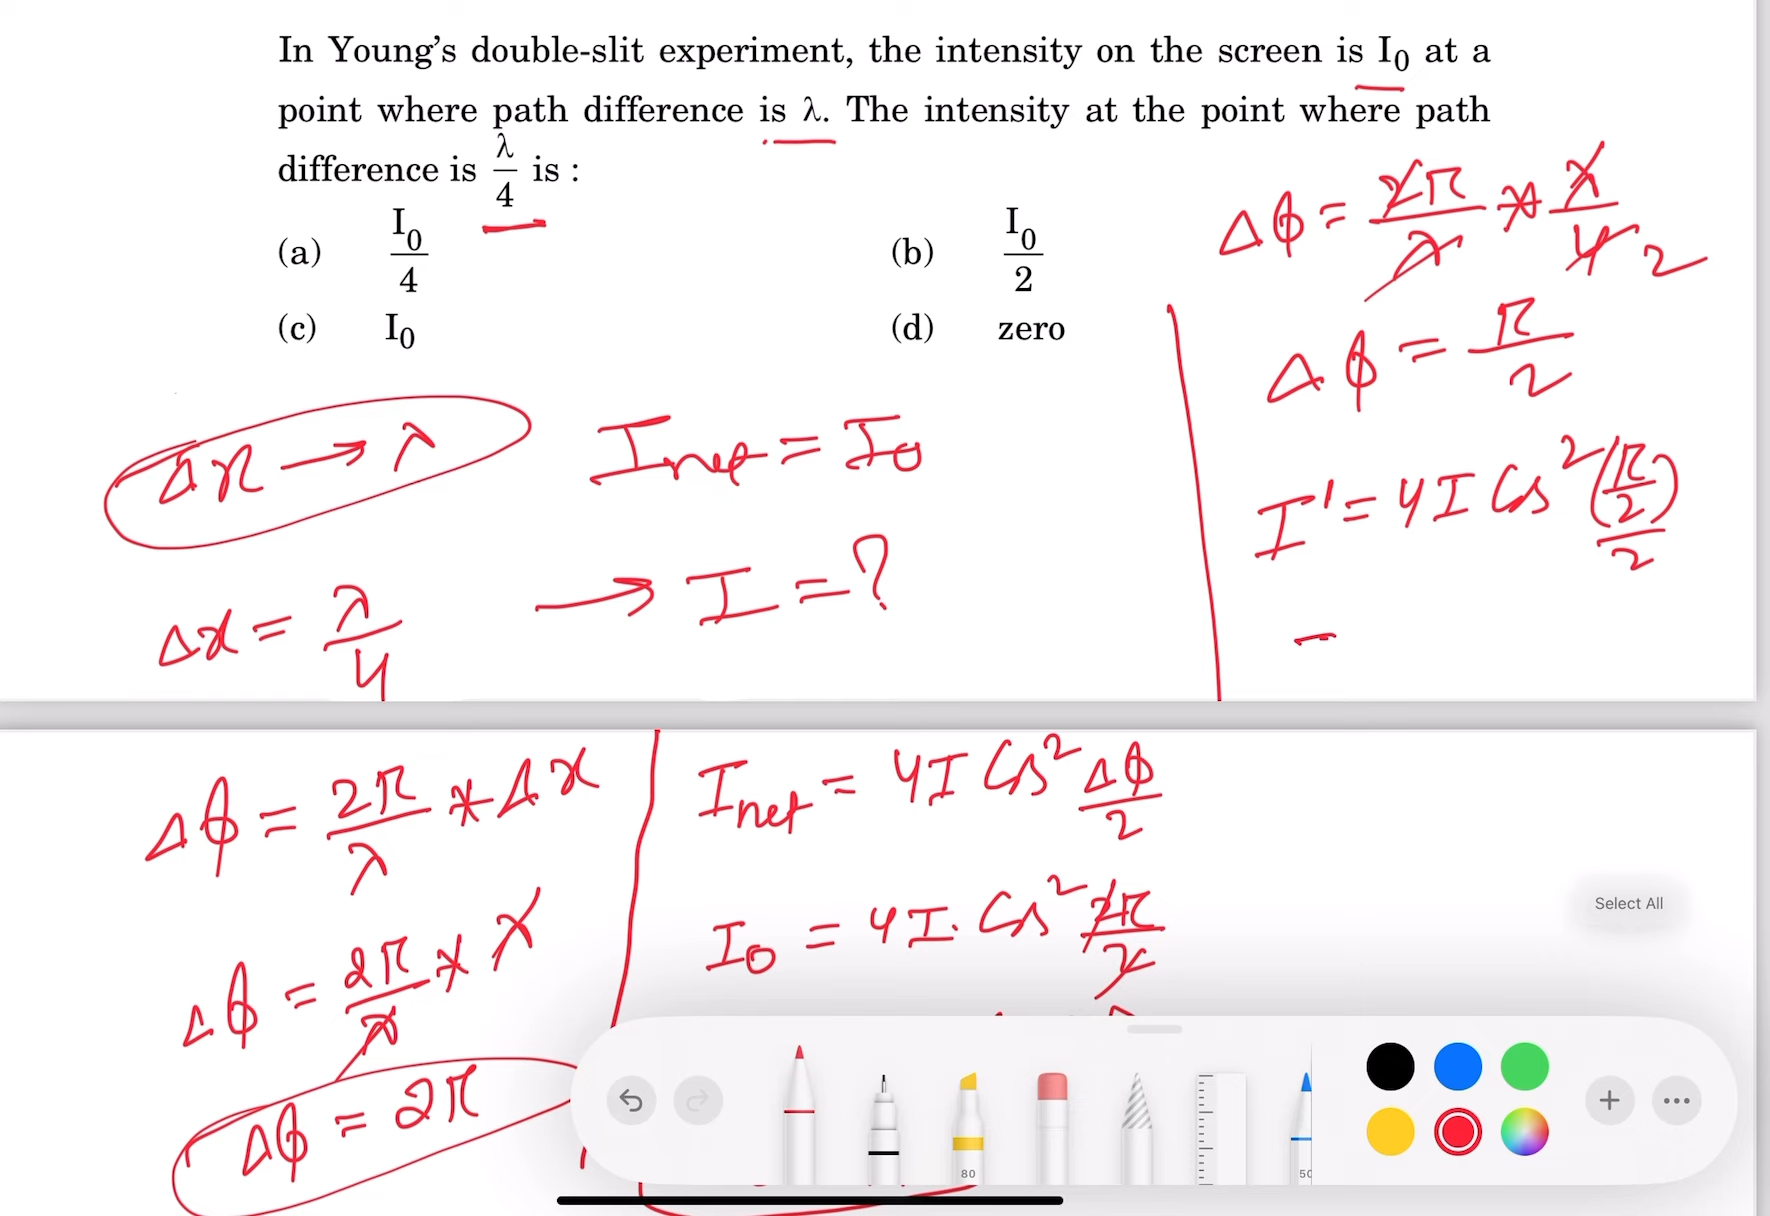 In Young's double-slit experiment, the intensity on the screen is I₀ at a
point where path difference is λ. The intensity at the point where path
difference is λ/4 is :
(a) I₀/4 (b) I₀/2
(c) I₀ (d) zero
Δϕ = 2π/λ * λ/4 2
Δϕ = π/2
I' = 4I Cos² (π/2)/2
=
Δx → λ Inet = I₀
Δx = λ/4 → I = ?
Δϕ = 2π/λ * Δx
Δϕ = 2π/λ * λ
Δϕ = 2π
Inet = 4I Cos² Δϕ/2
I₀ = 4I. Cos² 2π/2
Select All
80
50